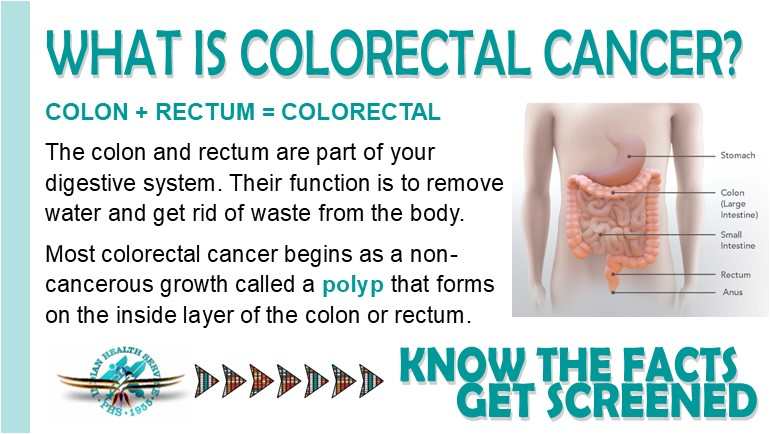 WHAT IS COLORECTAL CANCER?
COLON + RECTUM = COLORECTAL
The colon and rectum are part of your
digestive system. Their function is to remove
water and get rid of waste from the body.
Most colorectal cancer begins as a non-
cancerous growth called a polyp that forms
on the inside layer of the colon or rectum.
Stomach
Colon
(Large
Intestine)
Small
Intestine
Rectum
Anus
INDIAN HEALTH SERVICE
PHS • 1955
KNOW THE FACTS
GET SCREENED